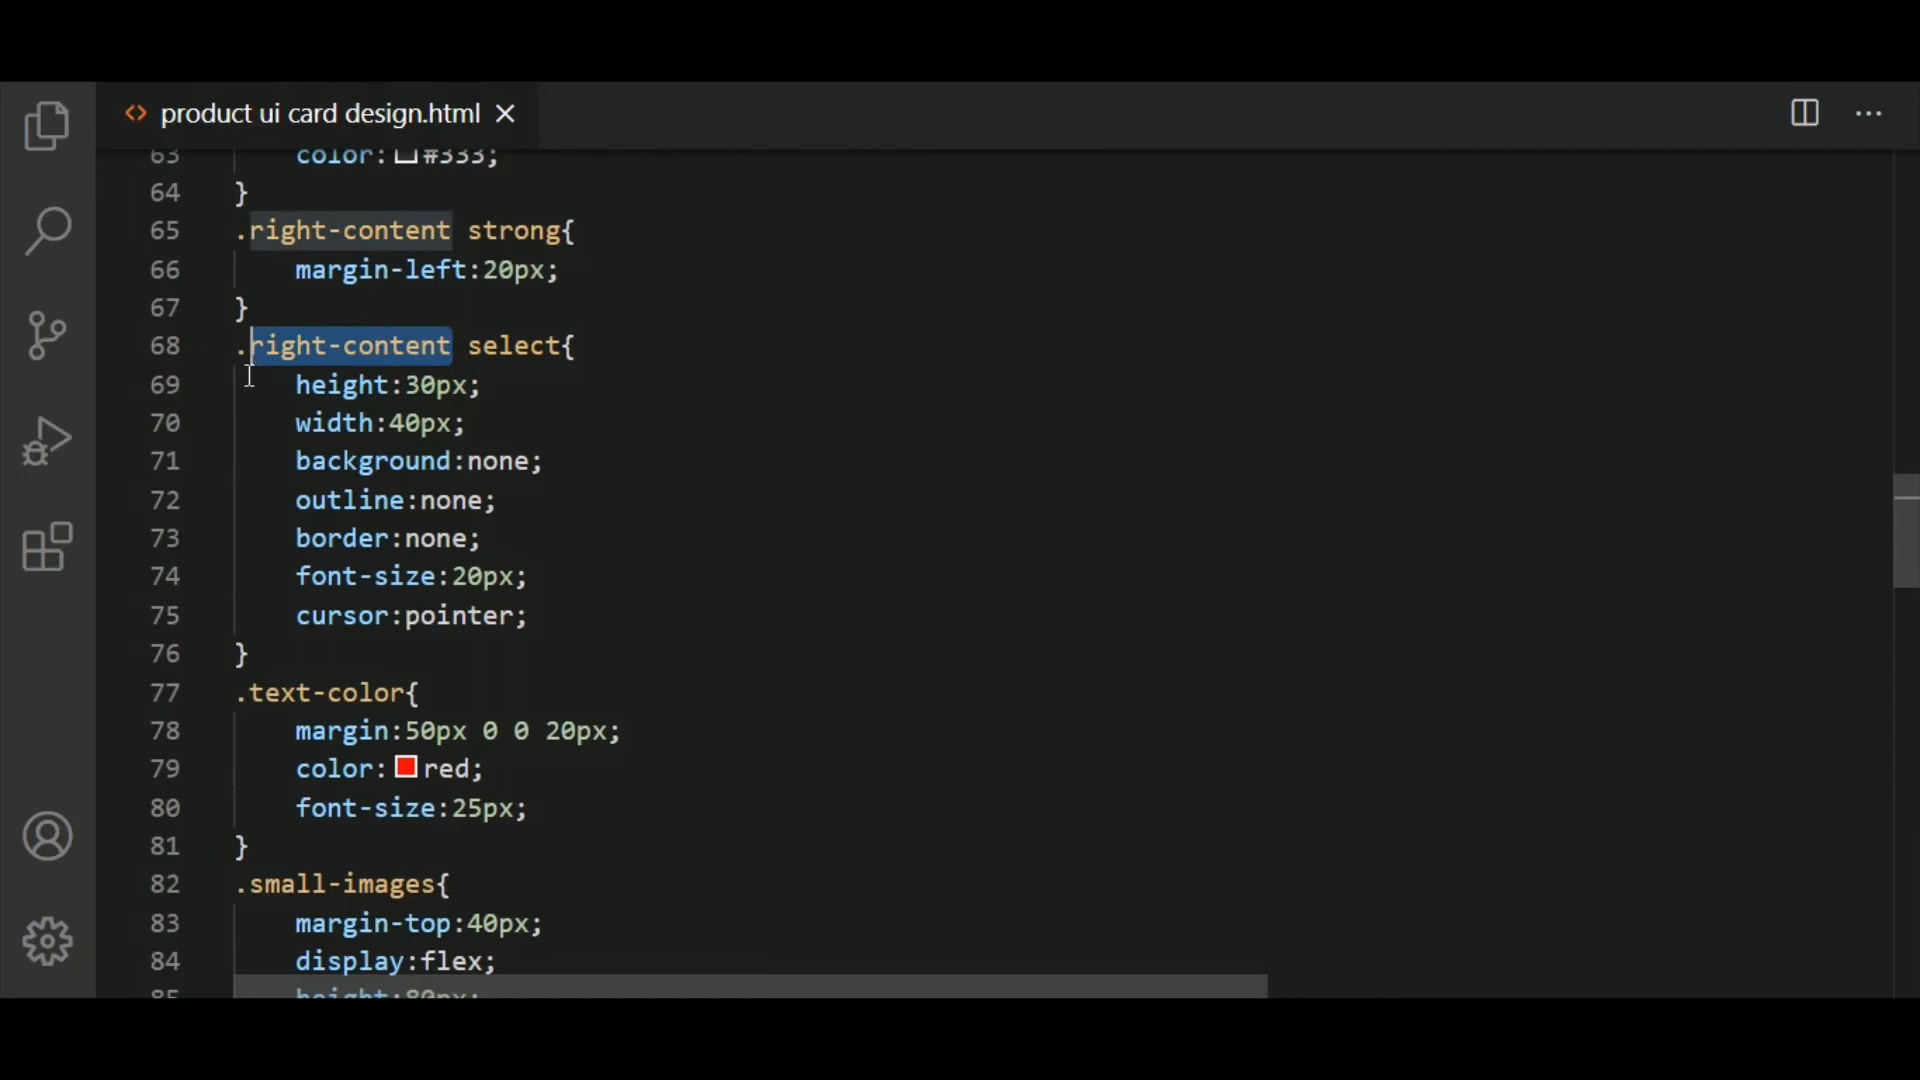 product ui card design.html
63 color: #333;
64 }
65 .right-content strong{
66 margin-left:20px;
67 }
68 .right-content select{
69 height:30px;
70 width:40px;
71 background:none;
72 outline:none;
73 border:none;
74 font-size:20px;
75 cursor:pointer;
76 }
77 .text-color{
78 margin:50px 0 0 20px;
79 color: red;
80 font-size:25px;
81 }
82 .small-images{
83 margin-top:40px;
84 display:flex;
85 height:80px;